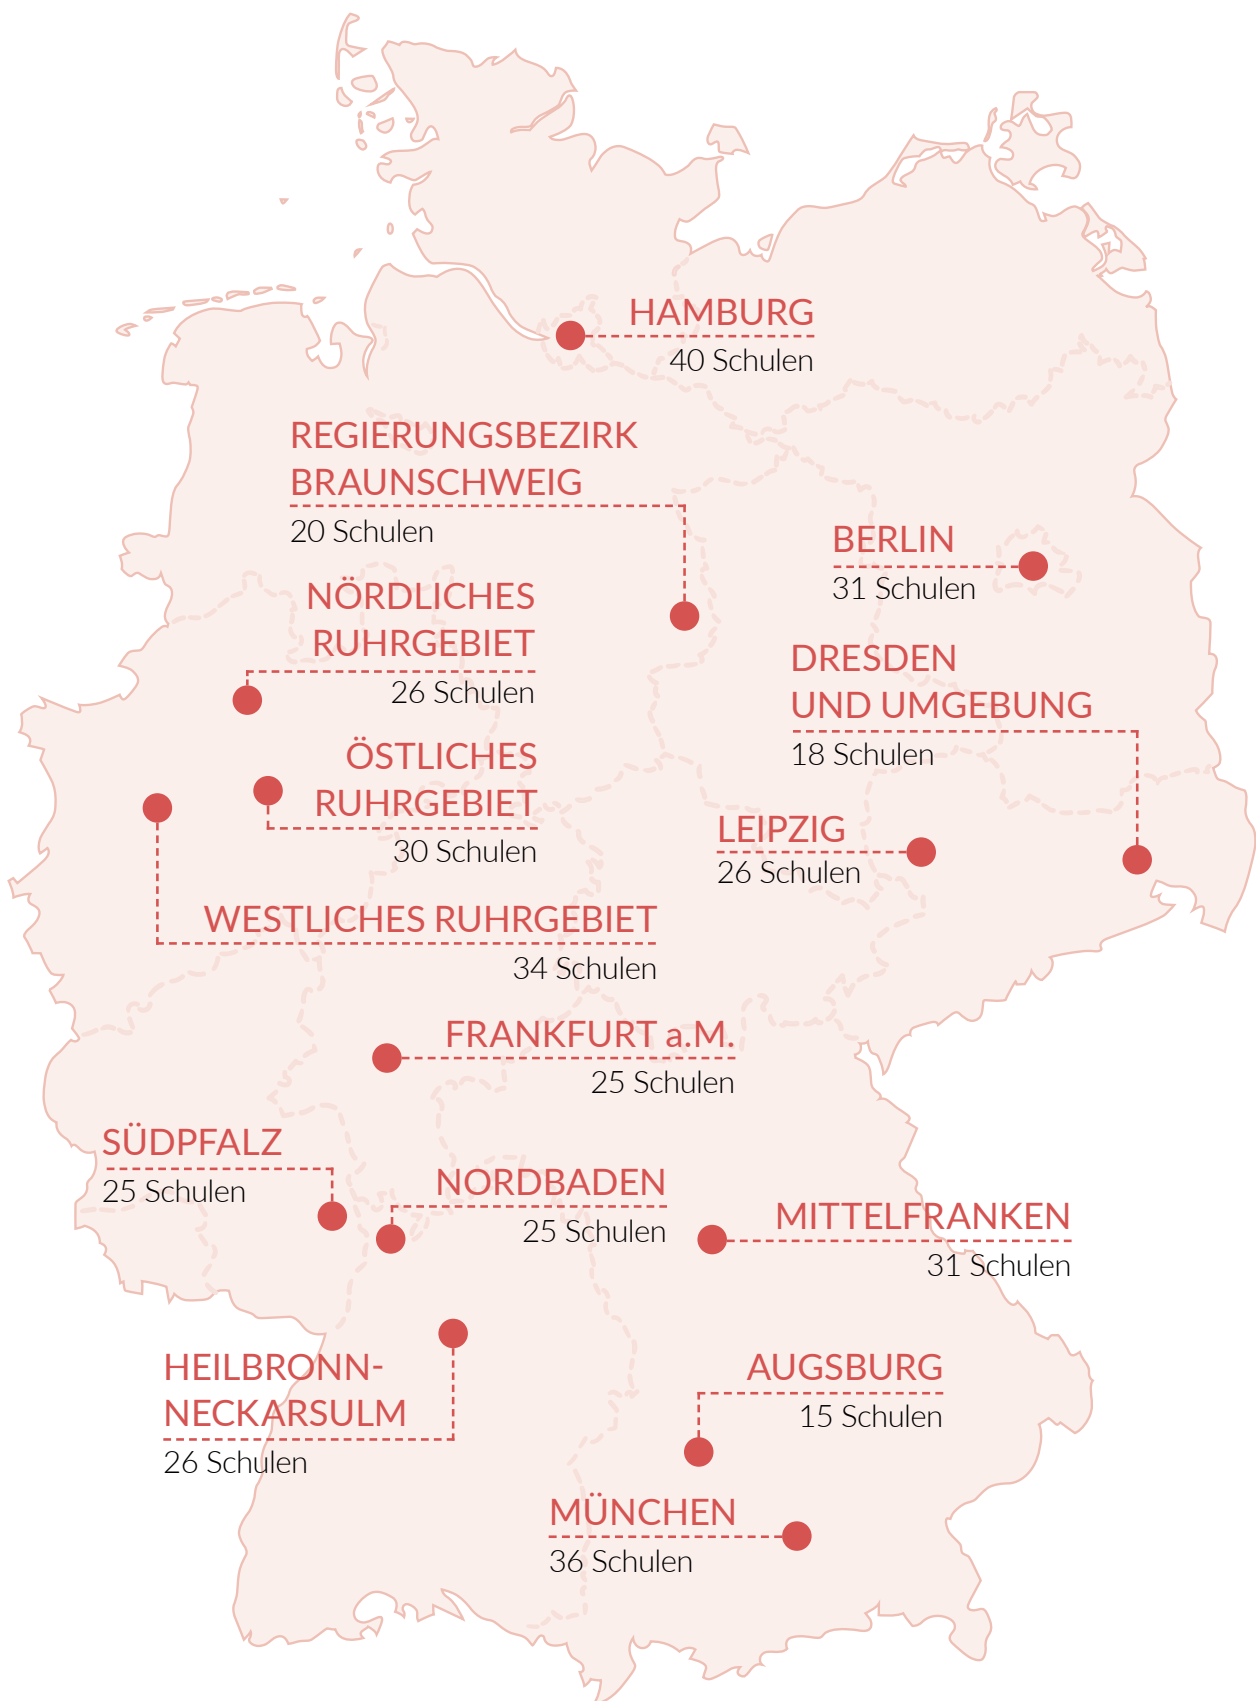 HAMBURG
40 Schulen
REGIERUNGSBEZIRK
BRAUNSCHWEIG
20 Schulen
BERLIN
31 Schulen
NÖRDLICHES
RUHRGEBIET
26 Schulen
DRESDEN
UND UMGEBUNG
18 Schulen
ÖSTLICHES
RUHRGEBIET
30 Schulen
LEIPZIG
26 Schulen
WESTLICHES RUHRGEBIET
34 Schulen
FRANKFURT a.M.
25 Schulen
SÜDPFALZ
25 Schulen
NORDBADEN
25 Schulen
MITTELFRANKEN
31 Schulen
HEILBRONN-
NECKARSULM
26 Schulen
AUGSBURG
15 Schulen
MÜNCHEN
36 Schulen